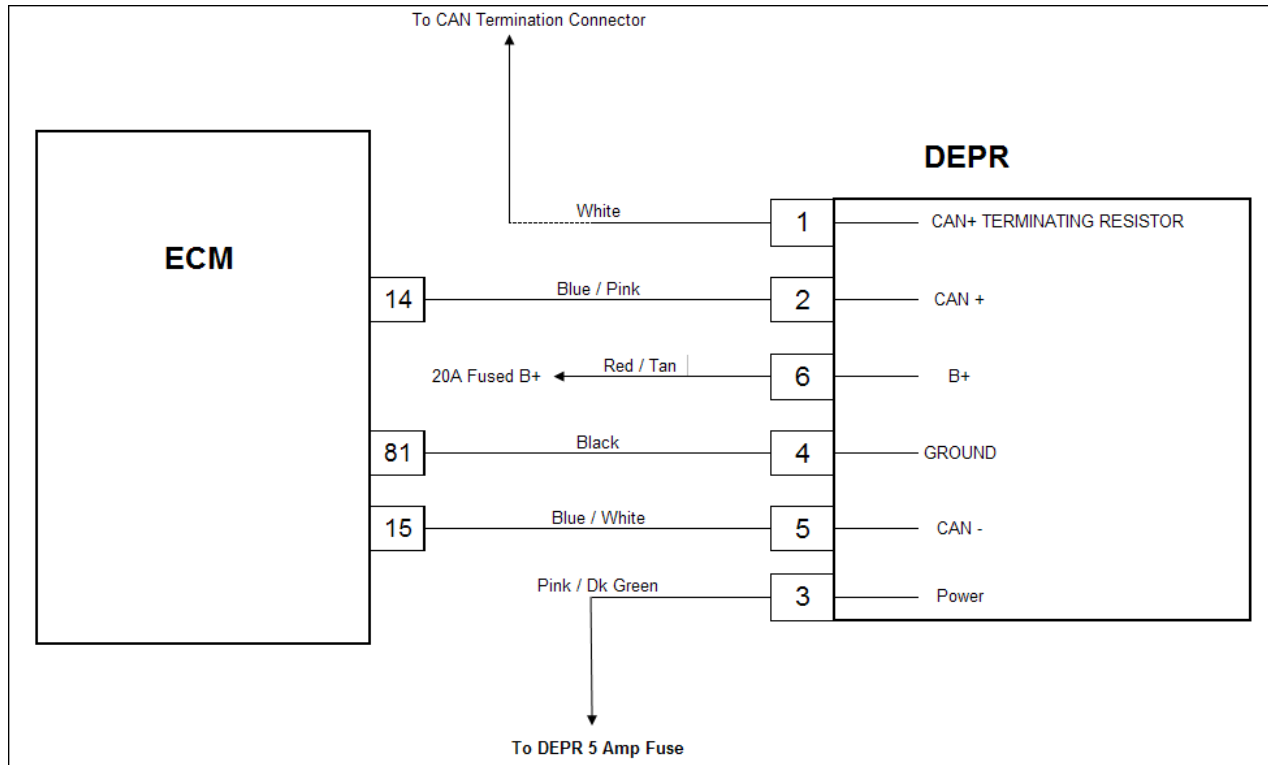 To CAN Termination Connector
DEPR
White
1
CAN+ TERMINATING RESISTOR
ECM
14
Blue / Pink
2
CAN +
20A Fused B+
Red / Tan
6
B+
81
Black
4
GROUND
15
Blue / White
5
CAN -
Pink / Dk Green
3
Power
To DEPR 5 Amp Fuse